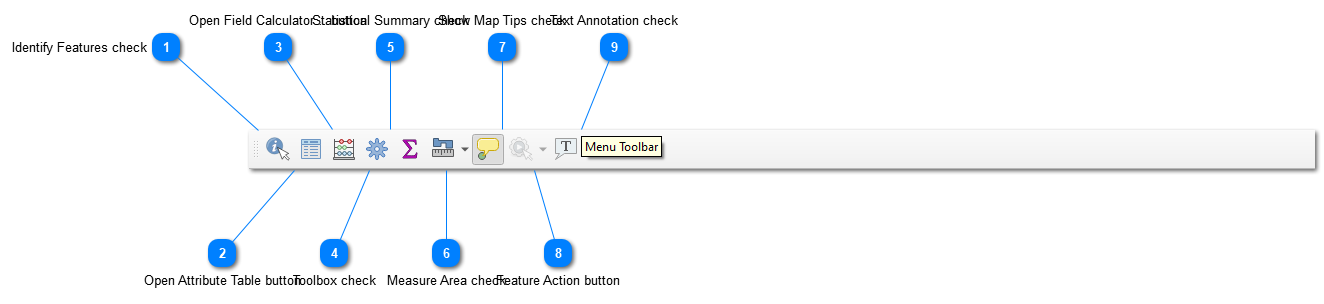 Open Field Calculator button
Statistical Summary check
Show Map Tips check
Text Annotation check
Identify Features check
1
3
5
7
9
T
Menu Toolbar
2
4
6
8
Open Attribute Table button
Toolbox check
Measure Area check
Feature Action button